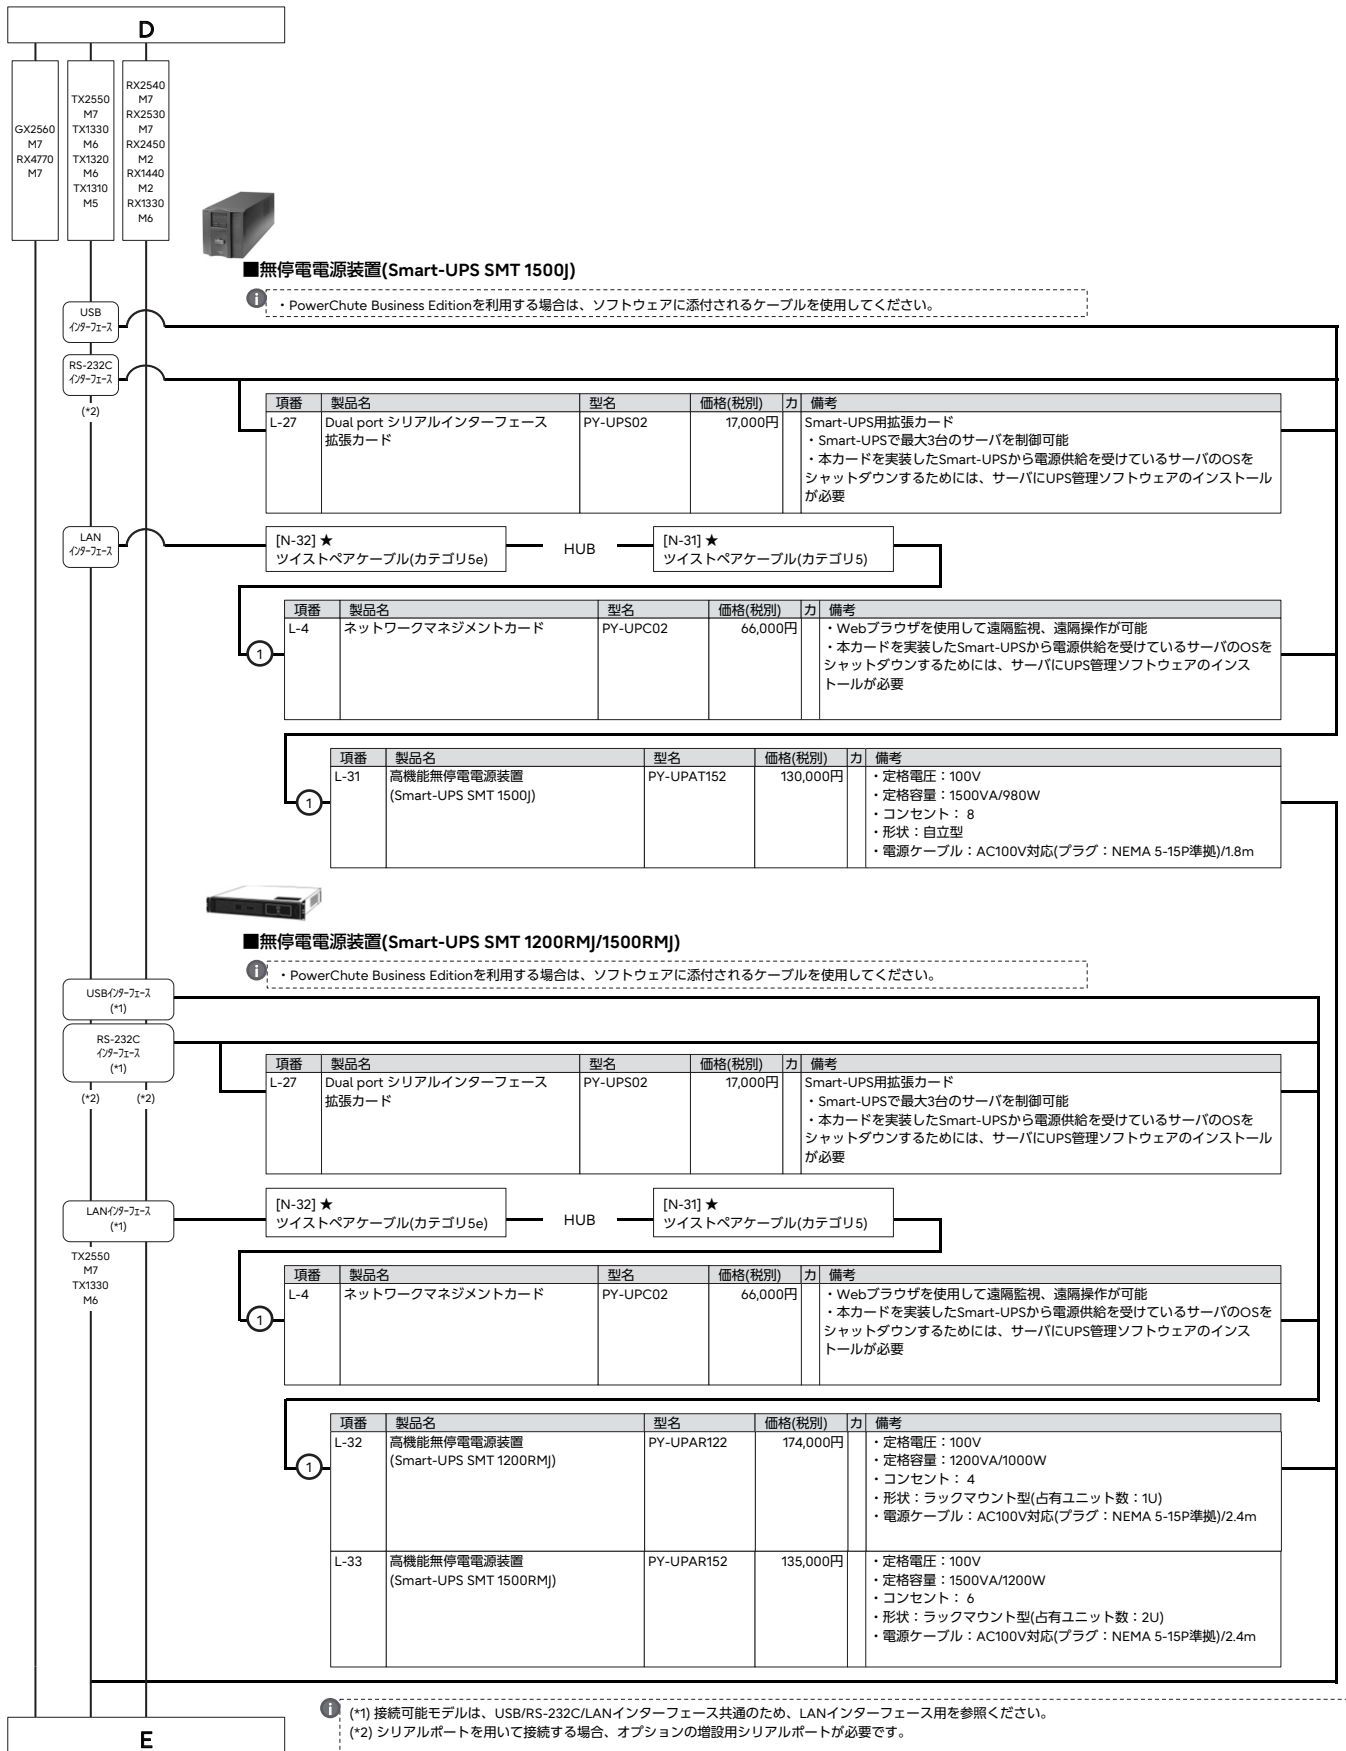 D
GX2560
M7
RX4770
M7
TX2550
M7
TX1330
M6
TX1320
M6
TX1310
M5
RX2540
M7
RX2530
M7
RX2450
M2
RX1440
M2
RX1330
M6
■無停電電源装置(Smart-UPS SMT 1500J)
・PowerChute Business Editionを利用する場合は、ソフトウェアに添付されるケーブルを使用してください。
USB
ｲﾝﾀｰﾌｪｰｽ
RS-232C
ｲﾝﾀｰﾌｪｰｽ
(*2)
項番 製品名 型名 価格(税別) カ 備考
L-27 Dual port シリアルインターフェース PY-UPS02 17,000円 Smart-UPS用拡張カード
拡張カード ・Smart-UPSで最大3台のサーバを制御可能
・本カードを実装したSmart-UPSから電源供給を受けているサーバのOSを
シャットダウンするためには、サーバにUPS管理ソフトウェアのインストール
が必要
LAN
ｲﾝﾀｰﾌｪｰｽ
[N-32] ★
ツイストペアケーブル(カテゴリ5e)
HUB
[N-31] ★
ツイストペアケーブル(カテゴリ5)
項番 製品名 型名 価格(税別) カ 備考
L-4 ネットワークマネジメントカード PY-UPC02 66,000円 ・Webブラウザを使用して遠隔監視、遠隔操作が可能
・本カードを実装したSmart-UPSから電源供給を受けているサーバのOSを
シャットダウンするためには、サーバにUPS管理ソフトウェアのインス
トールが必要
1
項番 製品名 型名 価格(税別) カ 備考
L-31 高機能無停電電源装置 PY-UPAT152 130,000円 ・定格電圧：100V
(Smart-UPS SMT 1500J) ・定格容量：1500VA/980W
・コンセント： 8
・形状：自立型
・電源ケーブル：AC100V対応(プラグ：NEMA 5-15P準拠)/1.8m
1
■無停電電源装置(Smart-UPS SMT 1200RMJ/1500RMJ)
・PowerChute Business Editionを利用する場合は、ソフトウェアに添付されるケーブルを使用してください。
USBｲﾝﾀｰﾌｪｰｽ
(*1)
RS-232C
ｲﾝﾀｰﾌｪｰｽ
(*1)
(*2) (*2)
項番 製品名 型名 価格(税別) カ 備考
L-27 Dual port シリアルインターフェース PY-UPS02 17,000円 Smart-UPS用拡張カード
拡張カード ・Smart-UPSで最大3台のサーバを制御可能
・本カードを実装したSmart-UPSから電源供給を受けているサーバのOSを
シャットダウンするためには、サーバにUPS管理ソフトウェアのインストール
が必要
LANｲﾝﾀｰﾌｪｰｽ
(*1)
[N-32] ★
ツイストペアケーブル(カテゴリ5e)
HUB
[N-31] ★
ツイストペアケーブル(カテゴリ5)
TX2550
M7
TX1330
M6
項番 製品名 型名 価格(税別) カ 備考
L-4 ネットワークマネジメントカード PY-UPC02 66,000円 ・Webブラウザを使用して遠隔監視、遠隔操作が可能
・本カードを実装したSmart-UPSから電源供給を受けているサーバのOSを
シャットダウンするためには、サーバにUPS管理ソフトウェアのインス
トールが必要
1
項番 製品名 型名 価格(税別) カ 備考
L-32 高機能無停電電源装置 PY-UPAR122 174,000円 ・定格電圧：100V
(Smart-UPS SMT 1200RMJ) ・定格容量：1200VA/1000W
・コンセント： 4
・形状：ラックマウント型(占有ユニット数：1U)
・電源ケーブル：AC100V対応(プラグ：NEMA 5-15P準拠)/2.4m
1
L-33 高機能無停電電源装置 PY-UPAR152 135,000円 ・定格電圧：100V
(Smart-UPS SMT 1500RMJ) ・定格容量：1500VA/1200W
・コンセント： 6
・形状：ラックマウント型(占有ユニット数：2U)
・電源ケーブル：AC100V対応(プラグ：NEMA 5-15P準拠)/2.4m
(*1) 接続可能モデルは、USB/RS-232C/LANインターフェース共通のため、LANインターフェース用を参照ください。
(*2) シリアルポートを用いて接続する場合、オプションの増設用シリアルポートが必要です。
E